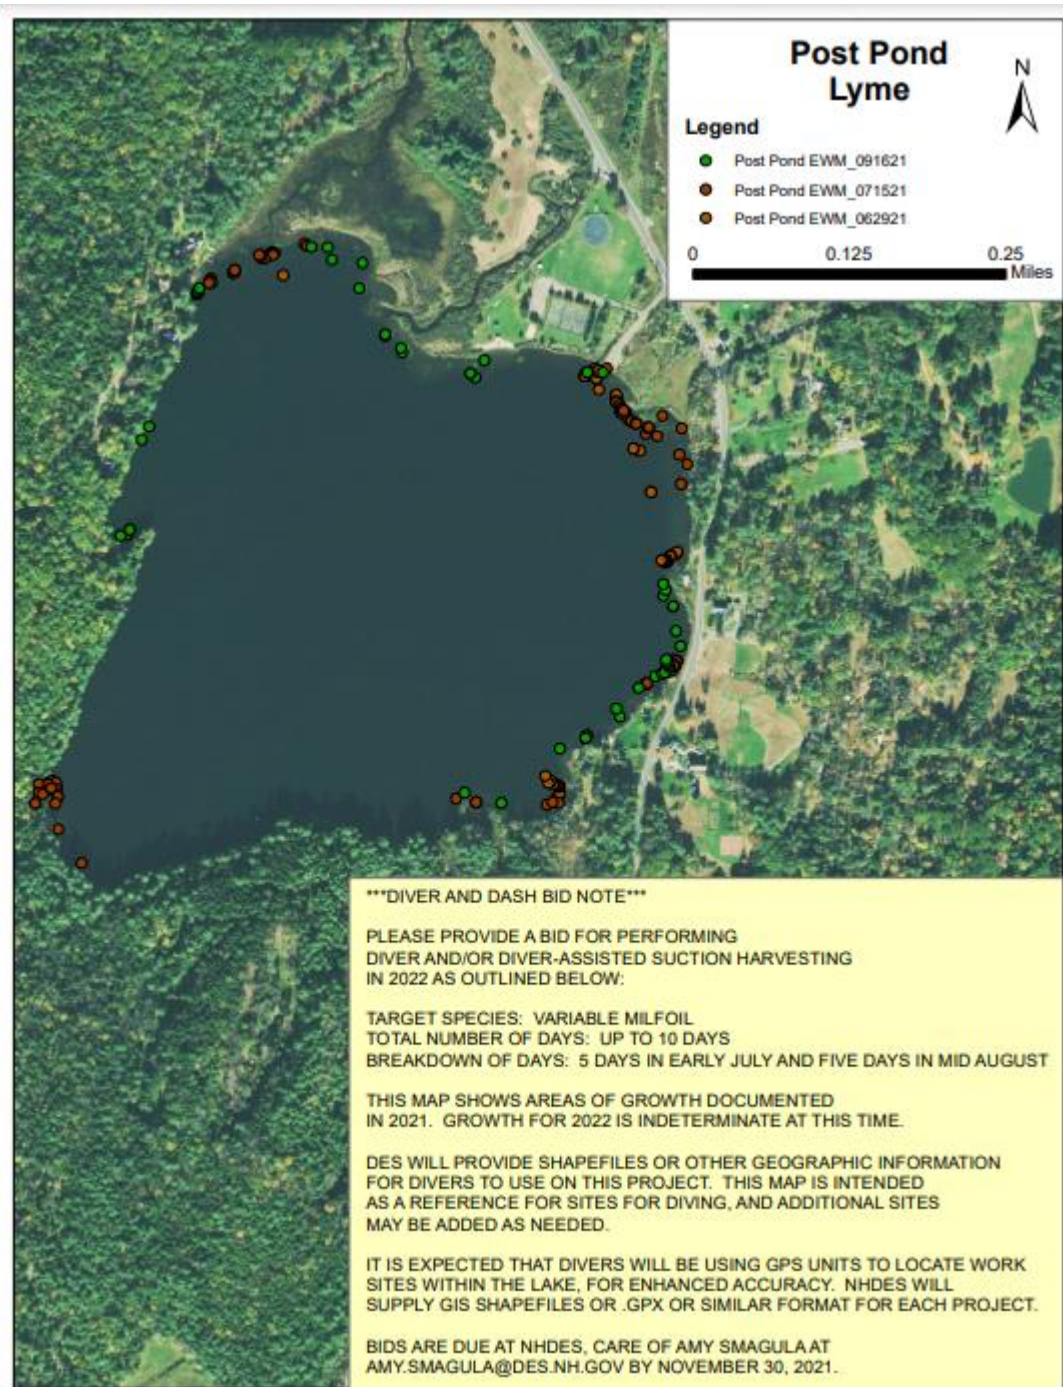 Post Pond
Lyme
N
Legend
Post Pond EWM_091621
Post Pond EWM_071521
Post Pond EWM_062921
0 0.125 0.25
Miles
***DIVER AND DASH BID NOTE***
PLEASE PROVIDE A BID FOR PERFORMING
DIVER AND/OR DIVER-ASSISTED SUCTION HARVESTING
IN 2022 AS OUTLINED BELOW:
TARGET SPECIES: VARIABLE MILFOIL
TOTAL NUMBER OF DAYS: UP TO 10 DAYS
BREAKDOWN OF DAYS: 5 DAYS IN EARLY JULY AND FIVE DAYS IN MID AUGUST
THIS MAP SHOWS AREAS OF GROWTH DOCUMENTED
IN 2021. GROWTH FOR 2022 IS INDETERMINATE AT THIS TIME.
DES WILL PROVIDE SHAPEFILES OR OTHER GEOGRAPHIC INFORMATION
FOR DIVERS TO USE ON THIS PROJECT. THIS MAP IS INTENDED
AS A REFERENCE FOR SITES FOR DIVING, AND ADDITIONAL SITES
MAY BE ADDED AS NEEDED.
IT IS EXPECTED THAT DIVERS WILL BE USING GPS UNITS TO LOCATE WORK
SITES WITHIN THE LAKE, FOR ENHANCED ACCURACY. NHDES WILL
SUPPLY GIS SHAPEFILES OR .GPX OR SIMILAR FORMAT FOR EACH PROJECT.
BIDS ARE DUE AT NHDES, CARE OF AMY SMAGULA AT
AMY.SMAGULA@DES.NH.GOV BY NOVEMBER 30, 2021.